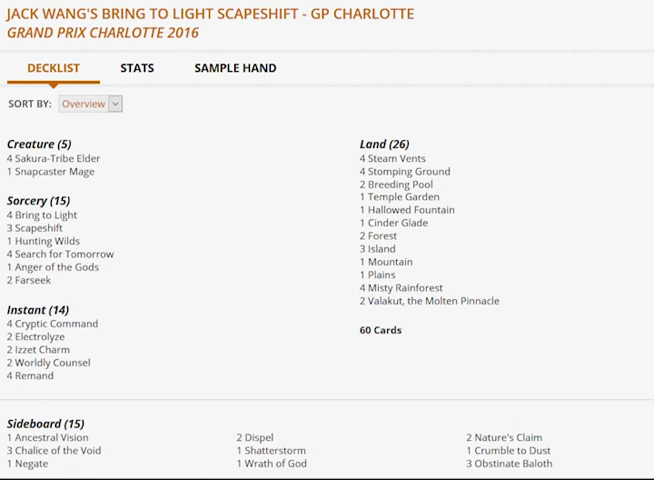 JACK WANG'S BRING TO LIGHT SCAPESHIFT - GP CHARLOTTE
GRAND PRIX CHARLOTTE 2016
DECKLIST STATS SAMPLE HAND
SORT BY: Overview
Creature (5)
4 Sakura-Tribe Elder
1 Snapcaster Mage
Sorcery (15)
4 Bring to Light
3 Scapeshift
1 Hunting Wilds
4 Search for Tomorrow
1 Anger of the Gods
2 Farseek
Instant (14)
4 Cryptic Command
2 Electrolyze
2 Izzet Charm
2 Worldly Counsel
4 Remand
Land (26)
4 Steam Vents
4 Stomping Ground
2 Breeding Pool
1 Temple Garden
1 Hallowed Fountain
1 Cinder Glade
2 Forest
3 Island
1 Mountain
1 Plains
4 Misty Rainforest
2 Valakut, the Molten Pinnacle
60 Cards
Sideboard (15)
1 Ancestral Vision
3 Chalice of the Void
1 Negate
2 Dispel
1 Shatterstorm
1 Wrath of God
2 Nature's Claim
1 Crumble to Dust
3 Obstinate Baloth